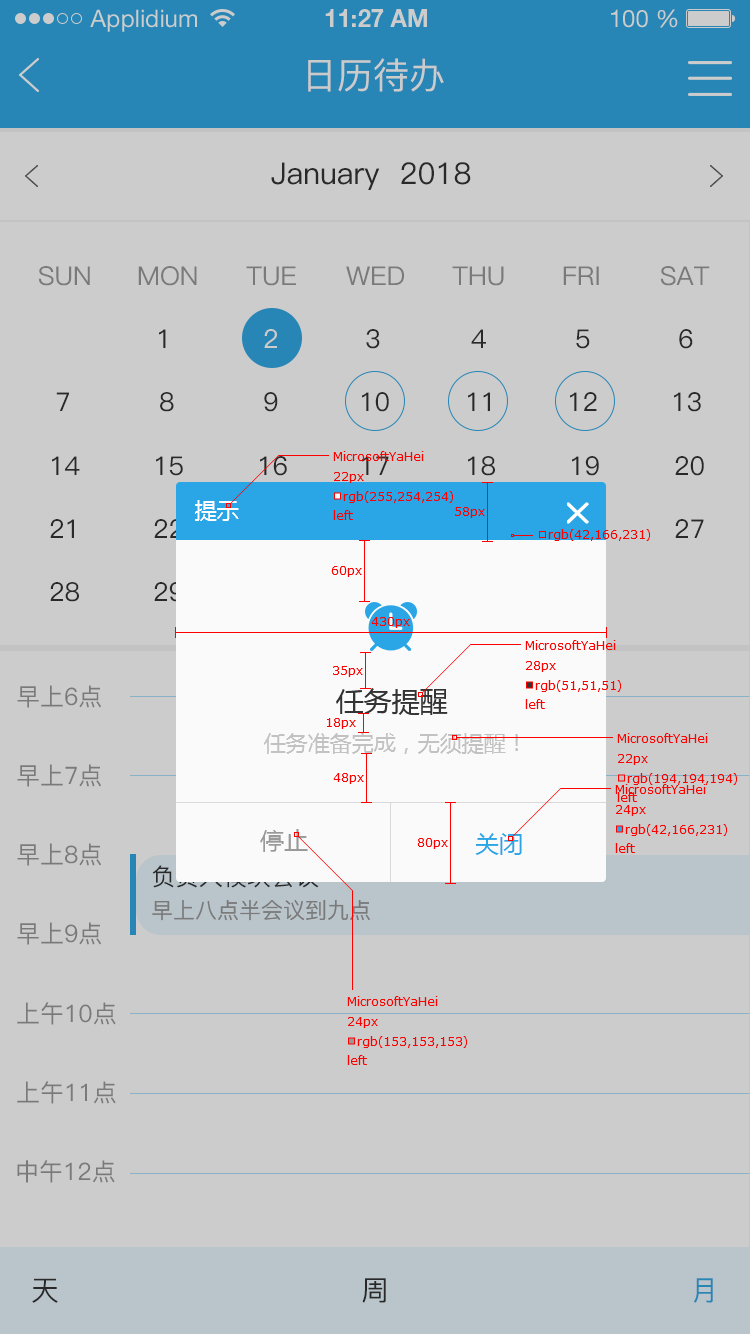 Applidium 11:27 AM 100 %
日历待办
January 2018
SUN MON TUE WED THU FRI SAT
1 2 3 4 5 6
7 8 9 10 11 12 13
14 15 16 17 18 19 20
MicrosoftYaHei
22px
rgb(255,254,254)
left
提示
58px
rgb(42,166,231)
21 22 27
60px
28 29
430px
MicrosoftYaHei
28px
rgb(51,51,51)
left
35px
早上6点
任务提醒
18px
任务准备完成，无须提醒！
MicrosoftYaHei
22px
rgb(194,194,194)
left
早上7点
48px
MicrosoftYaHei
24px
rgb(42,166,231)
left
停止
80px
关闭
早上8点
早上八点半会议到九点
早上9点
MicrosoftYaHei
24px
rgb(153,153,153)
left
上午10点
上午11点
中午12点
天 周 月